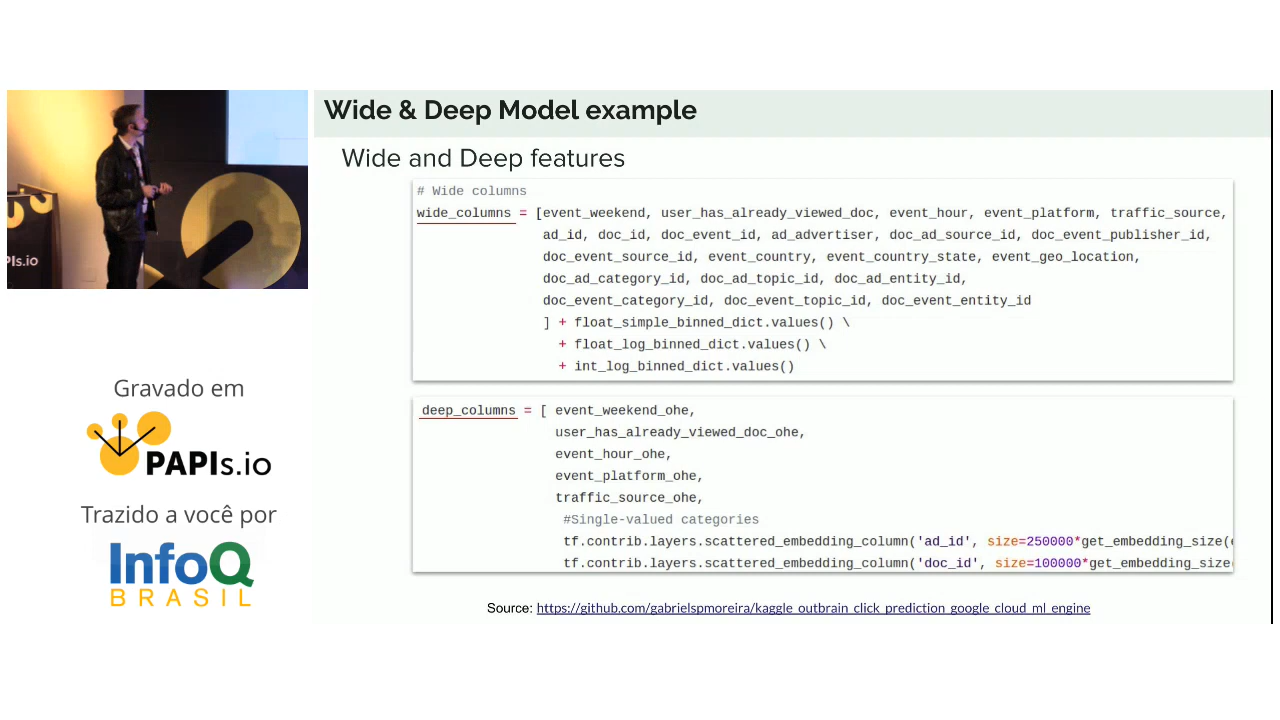 Wide & Deep Model example
Wide and Deep features
# Wide columns
wide_columns = [event_weekend, user_has_already_viewed_doc, event_hour, event_platform, traffic_source,
ad_id, doc_id, doc_event_id, ad_advertiser, doc_ad_source_id, doc_event_publisher_id,
doc_event_source_id, event_country, event_country_state, event_geo_location,
doc_ad_category_id, doc_ad_topic_id, doc_ad_entity_id,
doc_event_category_id, doc_event_topic_id, doc_event_entity_id
] + float_simple_binned_dict.values() \
+ float_log_binned_dict.values() \
+ int_log_binned_dict.values()
deep_columns = [ event_weekend_ohe,
user_has_already_viewed_doc_ohe,
event_hour_ohe,
event_platform_ohe,
traffic_source_ohe,
#Single-valued categories
tf.contrib.layers.scattered_embedding_column('ad_id', size=250000*get_embedding_size(
tf.contrib.layers.scattered_embedding_column('doc_id', size=100000*get_embedding_size(
Source: https://github.com/gabrielspmoreira/kaggle_outbrain_click_prediction_google_cloud_ml_engine
PIs.io
Gravado em
PAPIs.io
Trazido a você por
InfoQ
BRASIL